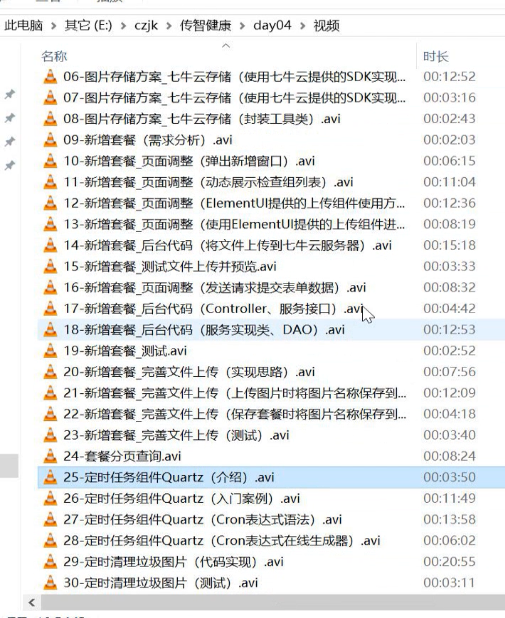 此电脑 > 其它 (E:) > czjk > 传智健康 > day04 > 视频
名称 时长
06-图片存储方案_七牛云存储（使用七牛云提供的SDK实现... 00:12:52
07-图片存储方案_七牛云存储（使用七牛云提供的SDK实现... 00:03:16
08-图片存储方案_七牛云存储（封装工具类）.avi 00:02:43
09-新增套餐（需求分析）.avi 00:02:03
10-新增套餐_页面调整（弹出新增窗口）.avi 00:06:15
11-新增套餐_页面调整（动态展示检查组列表）.avi 00:11:04
12-新增套餐_页面调整（ElementUI提供的上传组件使用方... 00:12:36
13-新增套餐_页面调整（使用ElementUI提供的上传组件进... 00:08:19
14-新增套餐_后台代码（将文件上传到七牛云服务器）.avi 00:15:18
15-新增套餐_测试文件上传并预览.avi 00:03:33
16-新增套餐_页面调整（发送请求提交表单数据）.avi 00:08:32
17-新增套餐_后台代码（Controller、服务接口）.avi 00:04:42
18-新增套餐_后台代码（服务实现类、DAO）.avi 00:12:53
19-新增套餐_测试.avi 00:02:52
20-新增套餐_完善文件上传（实现思路）.avi 00:07:56
21-新增套餐_完善文件上传（上传图片时将图片名称保存到... 00:12:09
22-新增套餐_完善文件上传（保存套餐时将图片名称保存到... 00:04:18
23-新增套餐_完善文件上传（测试）.avi 00:03:40
24-套餐分页查询.avi 00:08:24
25-定时任务组件Quartz（介绍）.avi 00:03:50
26-定时任务组件Quartz（入门案例）.avi 00:11:49
27-定时任务组件Quartz（Cron表达式语法）.avi 00:13:58
28-定时任务组件Quartz（Cron表达式在线生成器）.avi 00:06:02
29-定时清理垃圾图片（代码实现）.avi 00:20:55
30-定时清理垃圾图片（测试）.avi 00:03:11